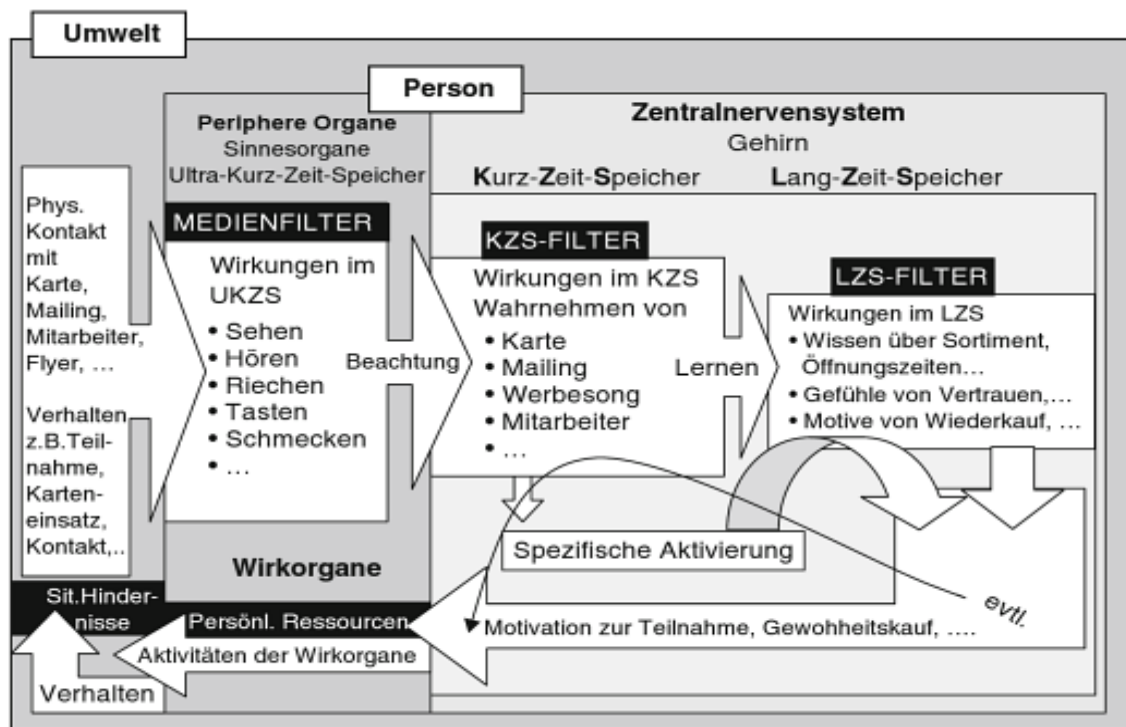 Umwelt
Person
Periphere Organe
Sinnesorgane
Ultra-Kurz-Zeit-Speicher
Zentralnervensystem
Gehirn
Kurz-Zeit-Speicher
Lang-Zeit-Speicher
Phys.
Kontakt
mit
Karte,
Mailing,
Mitarbeiter,
Flyer, ...
Verhalten
z.B.Teil-
nahme,
Karten-
einsatz,
Kontakt,..
MEDIENFILTER
Wirkungen im
UKZS
• Sehen
• Hören
• Riechen
• Tasten
• Schmecken
• ...
Beachtung
KZS-FILTER
Wirkungen im KZS
Wahrnehmen von
• Karte
• Mailing
• Werbesong
• Mitarbeiter
• ...
Lernen
LZS-FILTER
Wirkungen im LZS
• Wissen über Sortiment,
Öffnungszeiten...
• Gefühle von Vertrauen,...
• Motive von Wiederkauf, ...
Spezifische Aktivierung
Wirkorgane
evtl.
Sit.Hinder-
nisse
Persönl. Ressourcen
Motivation zur Teilnahme, Gewohheitskauf, ....
Aktivitäten der Wirkorgane
Verhalten